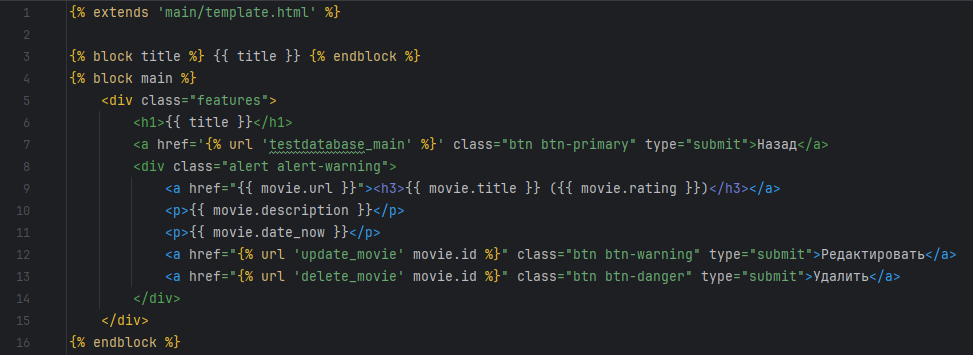 1 {% extends 'main/template.html' %}
2
3 {% block title %} {{ title }} {% endblock %}
4 {% block main %}
5     <div class="features">
6         <h1>{{ title }}</h1>
7         <a href='{% url 'testdatabase_main' %}' class="btn btn-primary" type="submit">Назад</a>
8         <div class="alert alert-warning">
9             <a href="{{ movie.url }}"><h3>{{ movie.title }} ({{ movie.rating }})</h3></a>
10             <p>{{ movie.description }}</p>
11             <p>{{ movie.date_now }}</p>
12             <a href="{% url 'update_movie' movie.id %}" class="btn btn-warning" type="submit">Редактировать</a>
13             <a href="{% url 'delete_movie' movie.id %}" class="btn btn-danger" type="submit">Удалить</a>
14         </div>
15     </div>
16 {% endblock %}